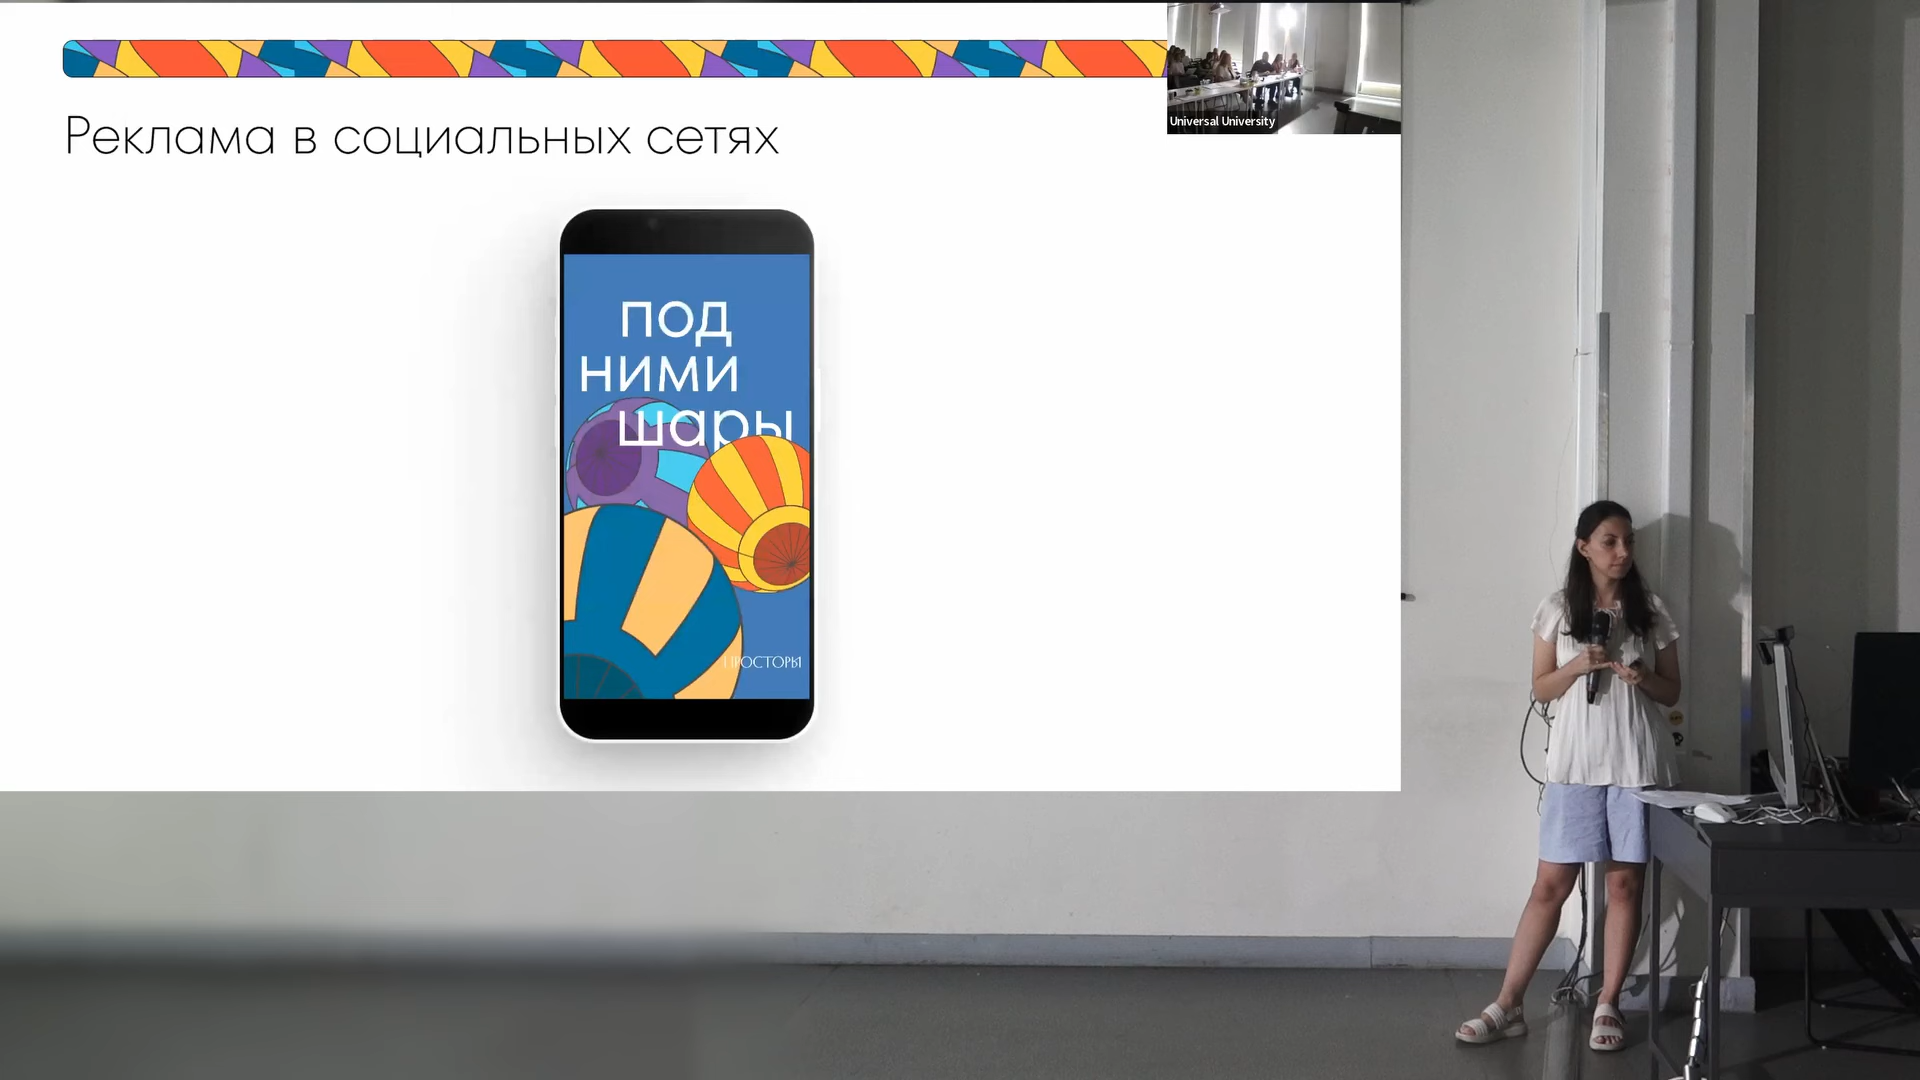 Universal University
Реклама в социальных сетях
под
ними
шары
ПРОСТОРЫ